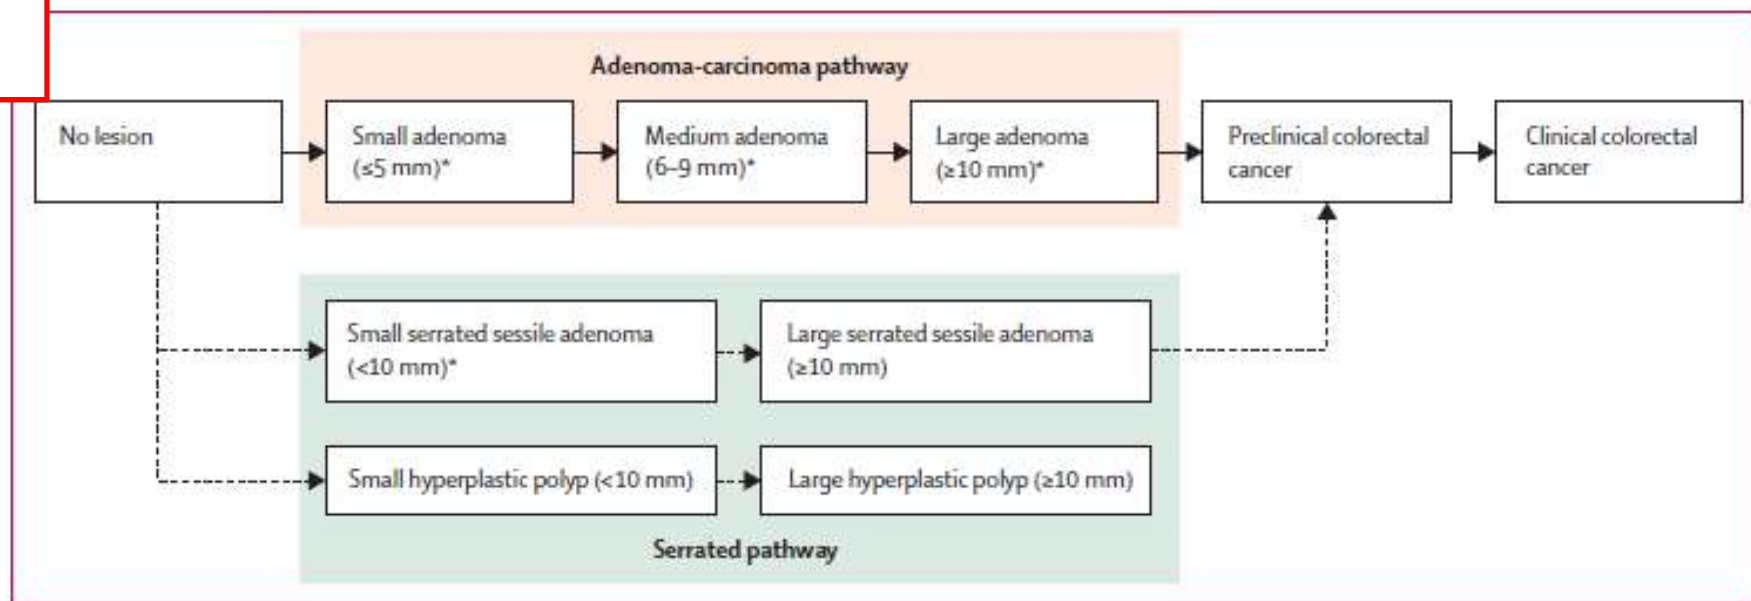 Adenoma-carcinoma pathway
No lesion
Small adenoma
(≤5 mm)*
Medium adenoma
(6–9 mm)*
Large adenoma
(≥10 mm)*
Preclinical colorectal
cancer
Clinical colorectal
cancer
Small serrated sessile adenoma
(<10 mm)*
Large serrated sessile adenoma
(≥10 mm)
Small hyperplastic polyp (<10 mm)
Large hyperplastic polyp (≥10 mm)
Serrated pathway